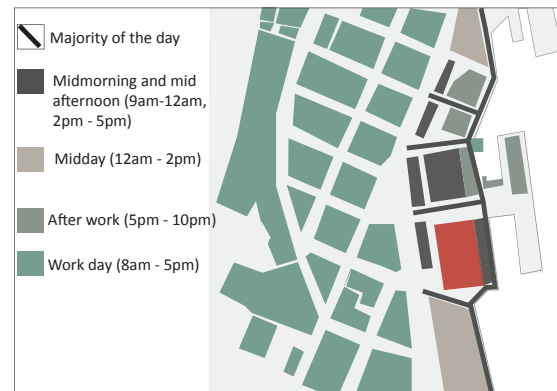 Majority of the day
Midmorning and mid
afternoon (9am-12am,
2pm - 5pm)
Midday (12am - 2pm)
After work (5pm - 10pm)
Work day (8am - 5pm)